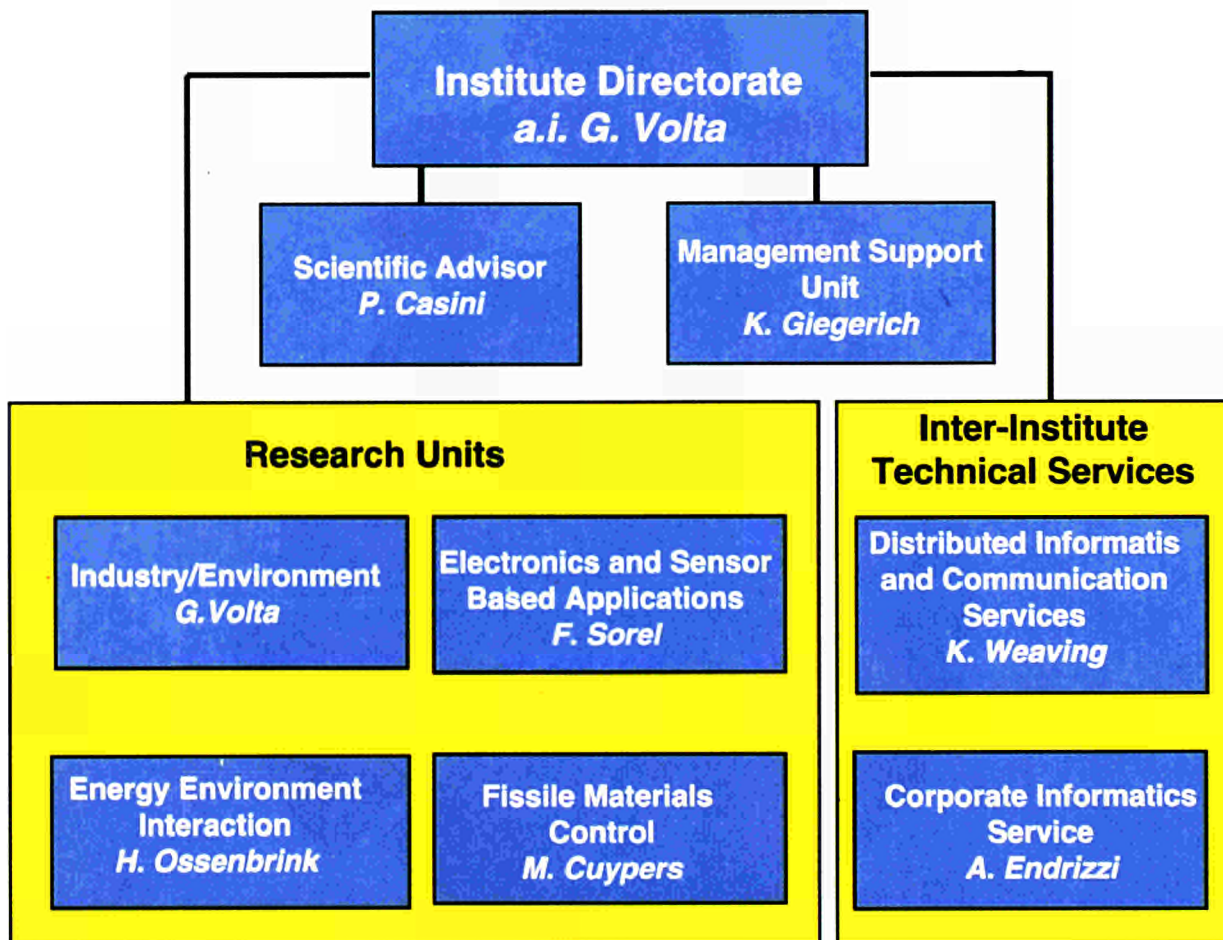 Institute Directorate
a.i. G. Volta
Scientific Advisor
P. Casini
Management Support
Unit
K. Giegerich
Research Units
Industry/Environment
G.Volta
Electronics and Sensor
Based Applications
F. Sorel
Energy Environment
Interaction
H. Ossenbrink
Fissile Materials
Control
M. Cuypers
Inter-Institute
Technical Services
Distributed Informatis
and Communication
Services
K. Weaving
Corporate Informatics
Service
A. Endrizzi